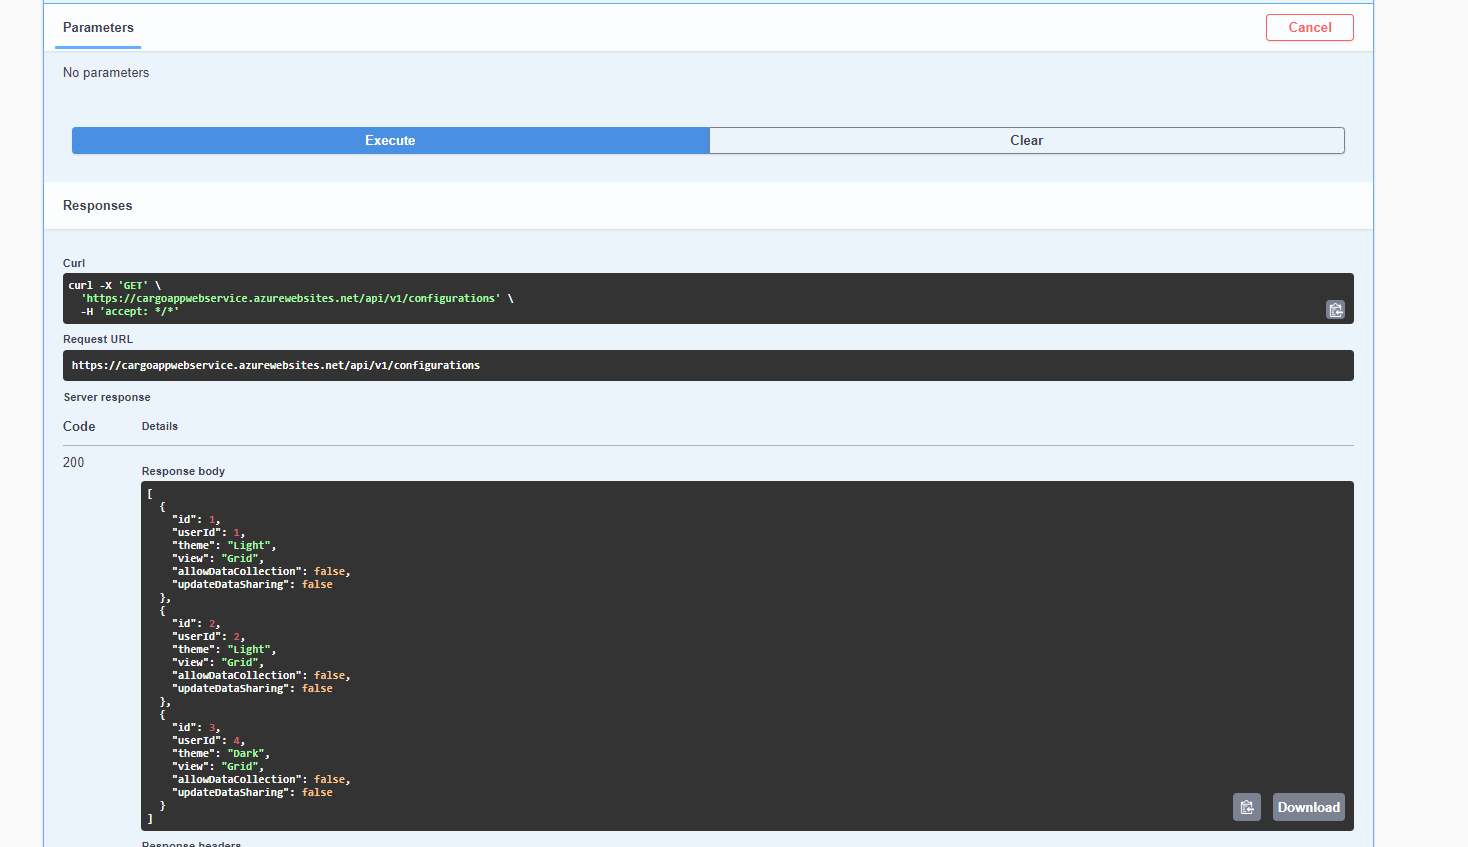 Parameters
Cancel
No parameters
Execute
Clear
Responses
Curl
curl -X 'GET' \
  'https://cargoappwebservice.azurewebsites.net/api/v1/configurations' \
  -H 'accept: */*'
Request URL
https://cargoappwebservice.azurewebsites.net/api/v1/configurations
Server response
Code
Details
200
Response body
[
  {
    "id": 1,
    "userId": 1,
    "theme": "Light",
    "view": "Grid",
    "allowDataCollection": false,
    "updateDataSharing": false
  },
  {
    "id": 2,
    "userId": 2,
    "theme": "Light",
    "view": "Grid",
    "allowDataCollection": false,
    "updateDataSharing": false
  },
  {
    "id": 3,
    "userId": 4,
    "theme": "Dark",
    "view": "Grid",
    "allowDataCollection": false,
    "updateDataSharing": false
  }
]
Download
Response headers